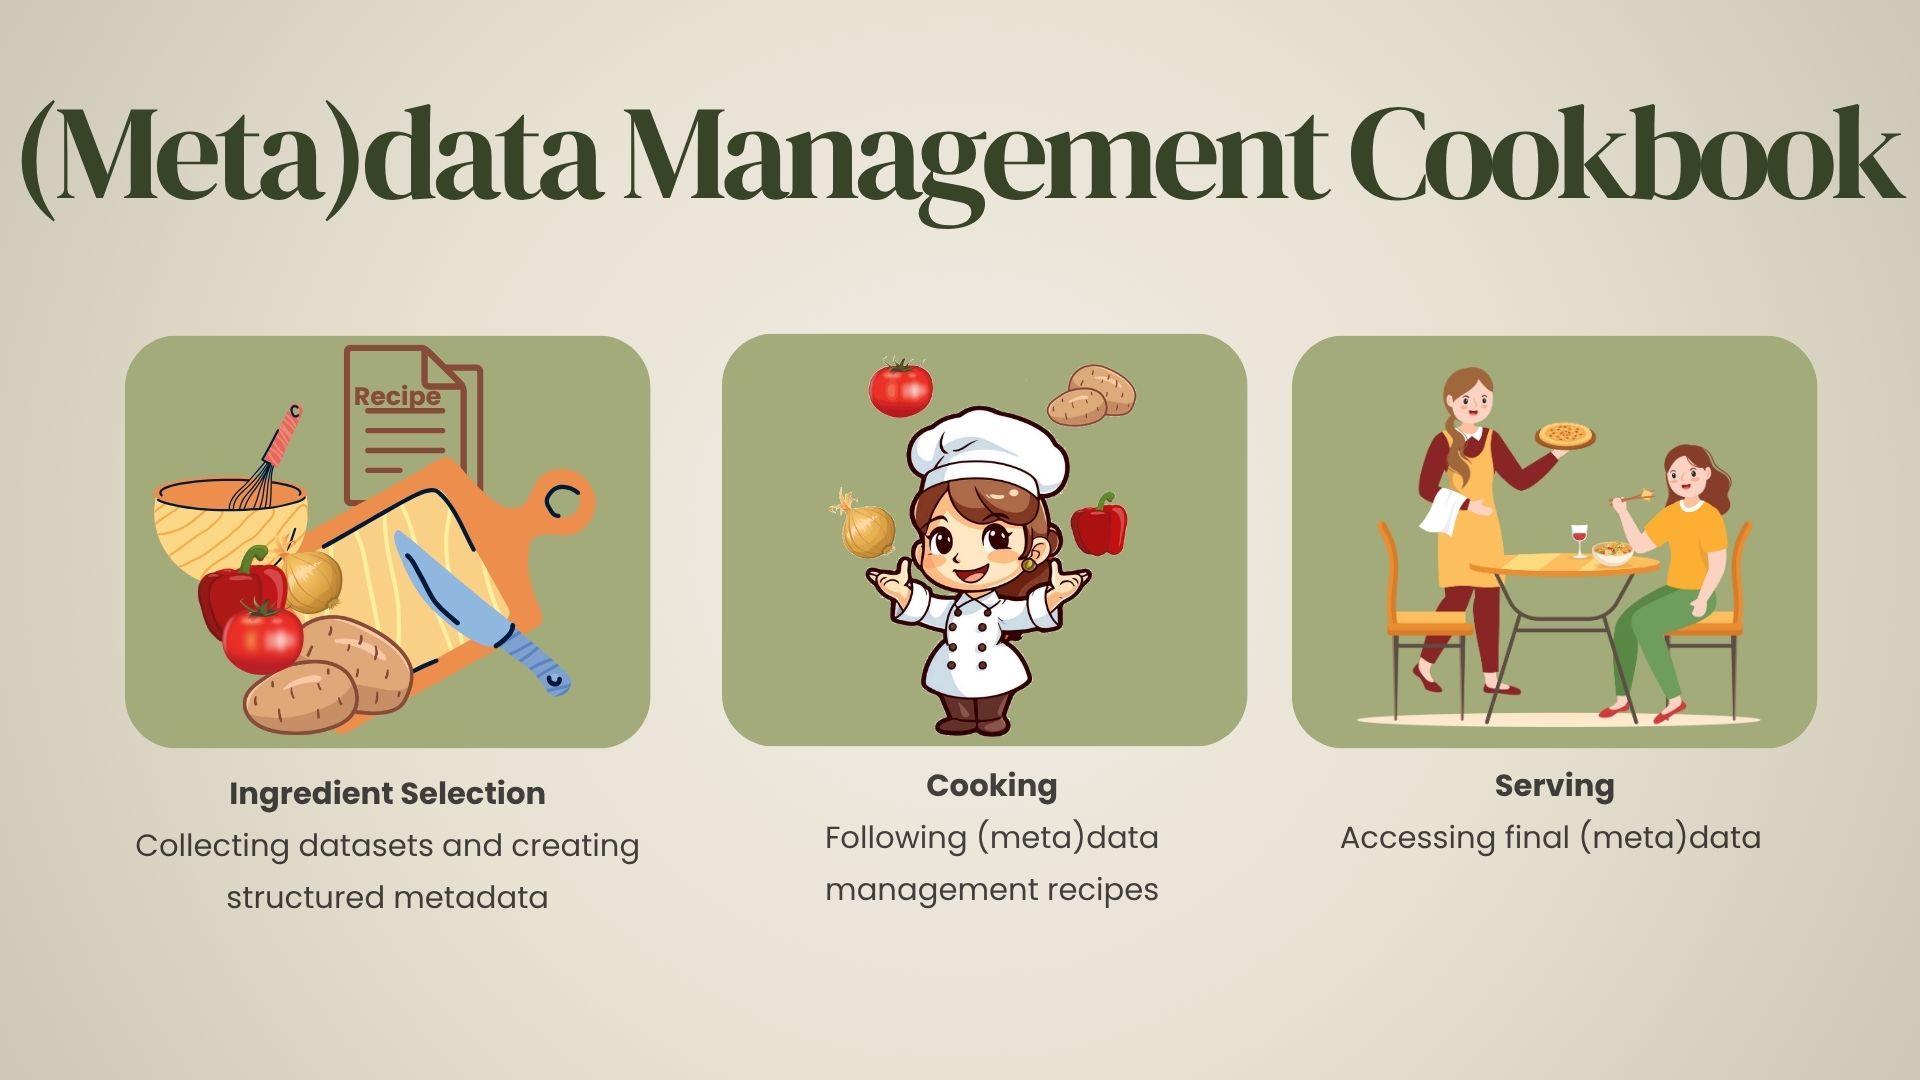 (Meta)data Management Cookbook
Recipe
Ingredient Selection
Collecting datasets and creating
structured metadata
Cooking
Following (meta)data
management recipes
Serving
Accessing final (meta)data